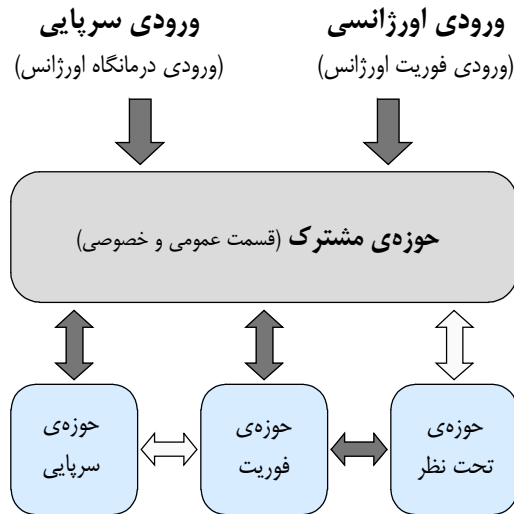 ورودی اورژانسی
(ورودی فوریت اورژانس)
ورودی سرپایی
(ورودی درمانگاه اورژانس)
حوزه‌ی مشترک (قسمت عمومی و خصوصی)
حوزه‌ی
تحت نظر
حوزه‌ی
فوریت
حوزه‌ی
سرپایی